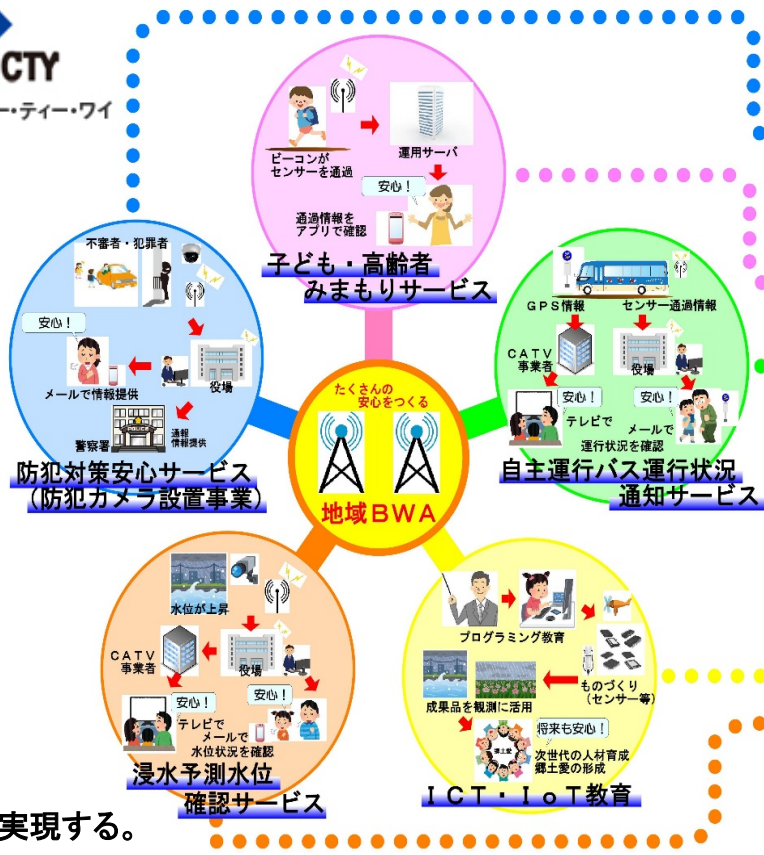 CTY
ー・ティー・ワイ
ビーコンが
センサーを通過
運用サーバ
安心！
通過情報を
アプリで確認
子ども・高齢者
みまもりサービス
不審者・犯罪者
安心！
役場
メールで情報提供
警察署
POLICE
通報
情報提供
防犯対策安心サービス
（防犯カメラ設置事業）
GPS情報
センサー通過情報
CATV
事業者
役場
安心！
安心！
テレビで
メールで
運行状況を確認
自主運行バス運行状況
通知サービス
たくさんの
安心をつくる
地域BWA
水位が上昇
CATV
事業者
役場
安心！
安心！
テレビで
メールで
水位状況を確認
浸水予測水位
確認サービス
プログラミング教育
ものづくり
（センサー等）
成果品を観測に活用
将来も安心！
郷土愛
次世代の人材育成
郷土愛の形成
ICT・IoT教育
実現する。